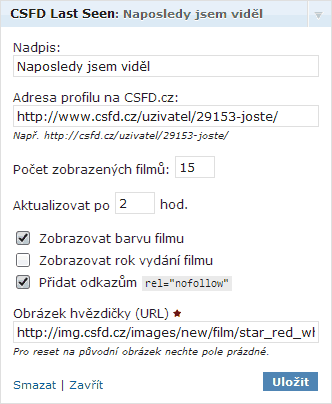 CSFD Last Seen: Naposledy jsem viděl
Nadpis:
Naposledy jsem viděl
Adresa profilu na CSFD.cz:
http://www.csfd.cz/uzivatel/29153-joste/
Např. http://csfd.cz/uzivatel/29153-joste/
Počet zobrazených filmů: 15
Aktualizovat po 2 hod.
Zobrazovat barvu filmu
Zobrazovat rok vydání filmu
Přidat odkazům rel="nofollow"
Obrázek hvězdičky (URL)
http://img.csfd.cz/images/new/film/star_red_wh
Pro reset na původní obrázek nechte pole prázdné.
Smazat | Zavřít
Uložit